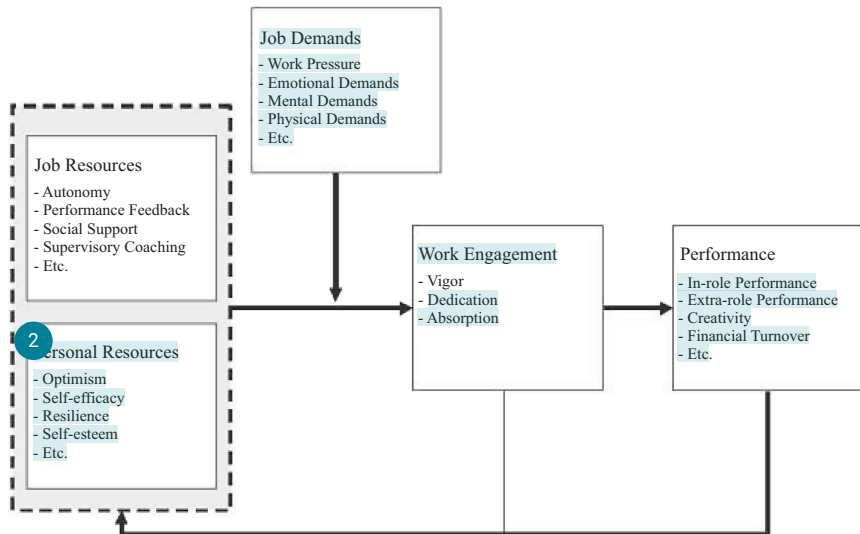 Job Demands
- Work Pressure
- Emotional Demands
- Mental Demands
- Physical Demands
- Etc.
Job Resources
- Autonomy
- Performance Feedback
- Social Support
- Supervisory Coaching
- Etc.
2
ersonal Resources
- Optimism
- Self-efficacy
- Resilience
- Self-esteem
- Etc.
Work Engagement
- Vigor
- Dedication
- Absorption
Performance
- In-role Performance
- Extra-role Performance
- Creativity
- Financial Turnover
- Etc.